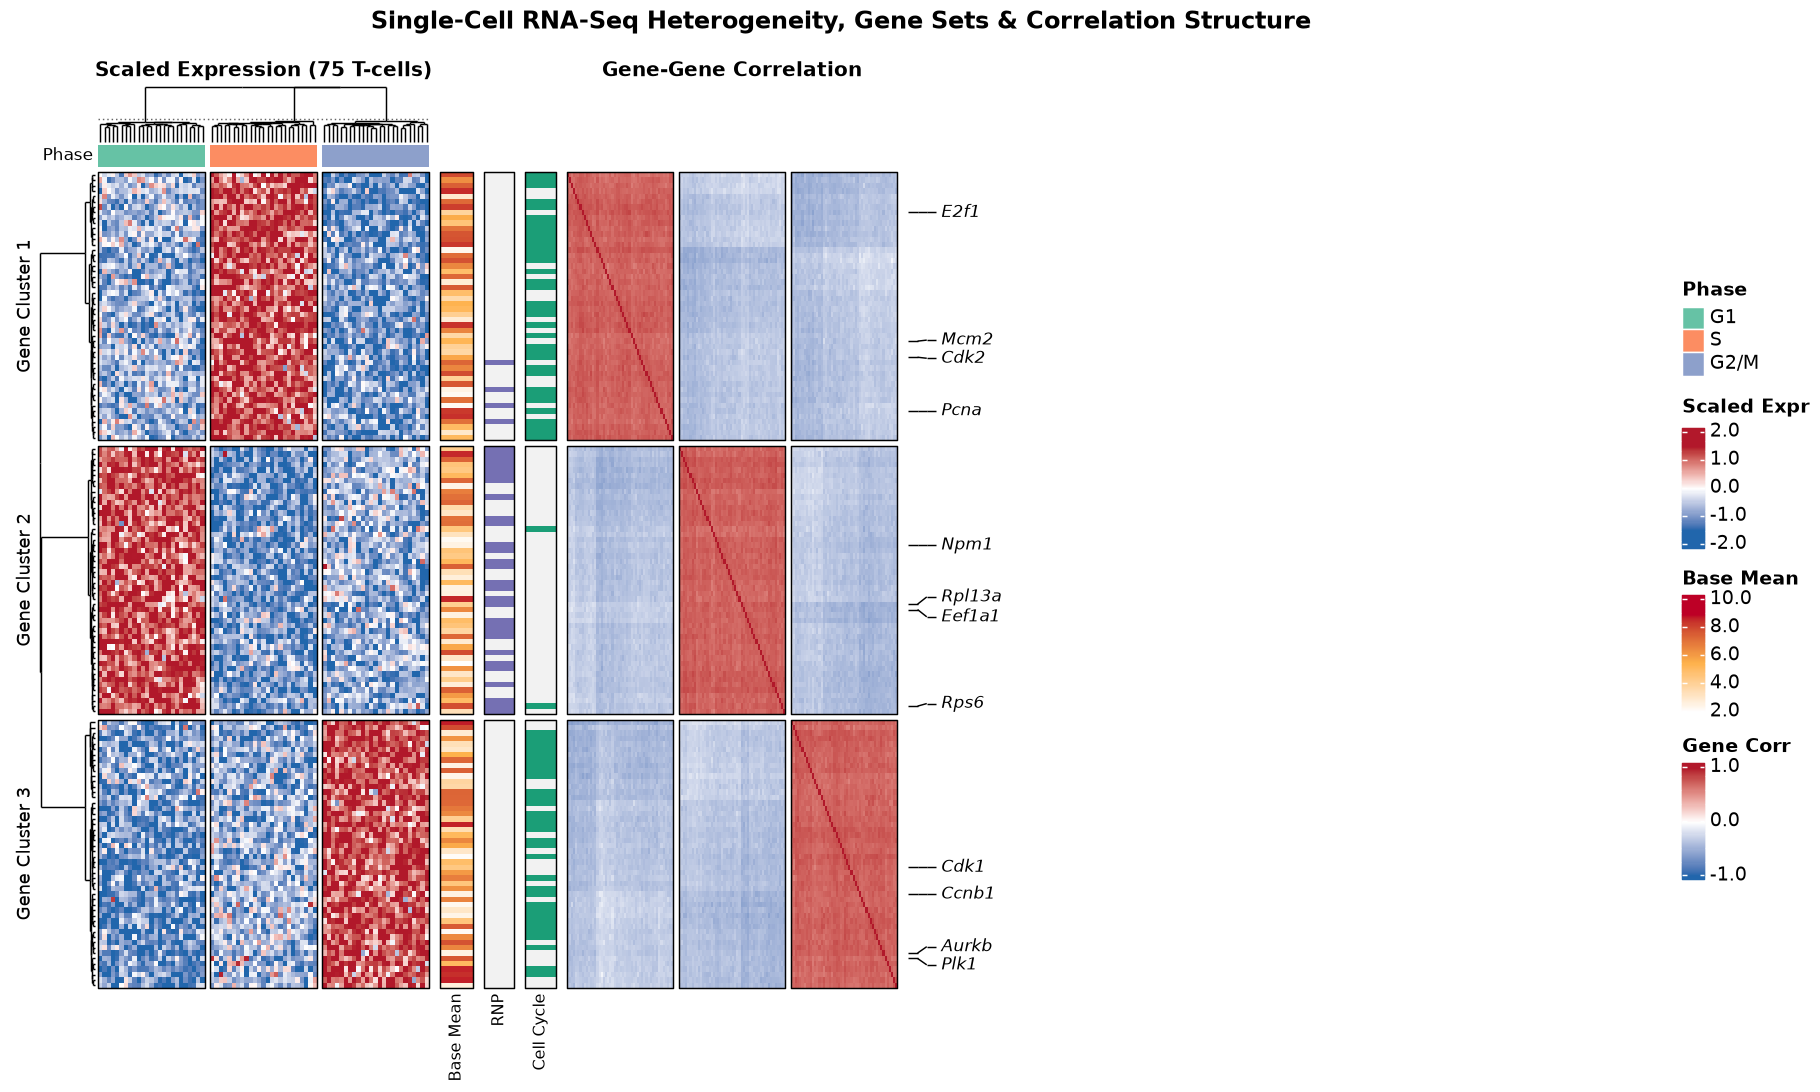 Single-Cell RNA-Seq Heterogeneity, Gene Sets & Correlation Structure
Scaled Expression (75 T-cells)
Gene-Gene Correlation
Phase
Gene Cluster 1
Gene Cluster 2
Gene Cluster 3
E2f1
Mcm2
Cdk2
Pcna
Npm1
Rpl13a
Eef1a1
Rps6
Cdk1
Ccnb1
Aurkb
Plk1
Base Mean
RNP
Cell Cycle
Phase
G1
S
G2/M
Scaled Expr
2.0
1.0
0.0
-1.0
-2.0
Base Mean
10.0
8.0
6.0
4.0
2.0
Gene Corr
1.0
0.0
-1.0